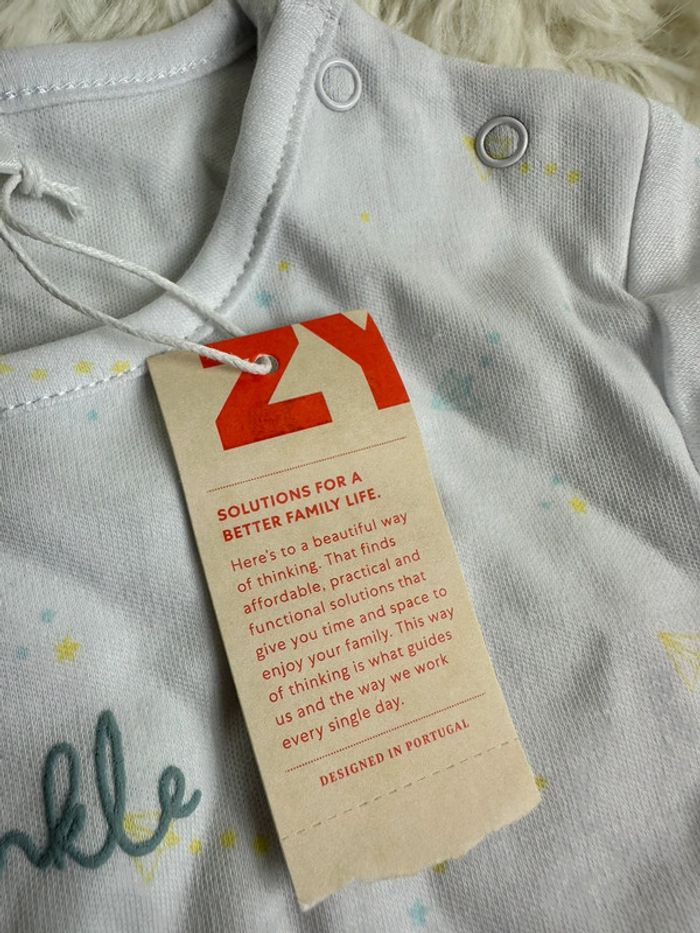 ZY
SOLUTIONS FOR A
BETTER FAMILY LIFE.
Here's to a beautiful way
of thinking. That finds
affordable, practical and
functional solutions that
give you time and space to
enjoy your family. This way
of thinking is what guides
us and the way we work
every single day.
DESIGNED IN PORTUGAL
nkle